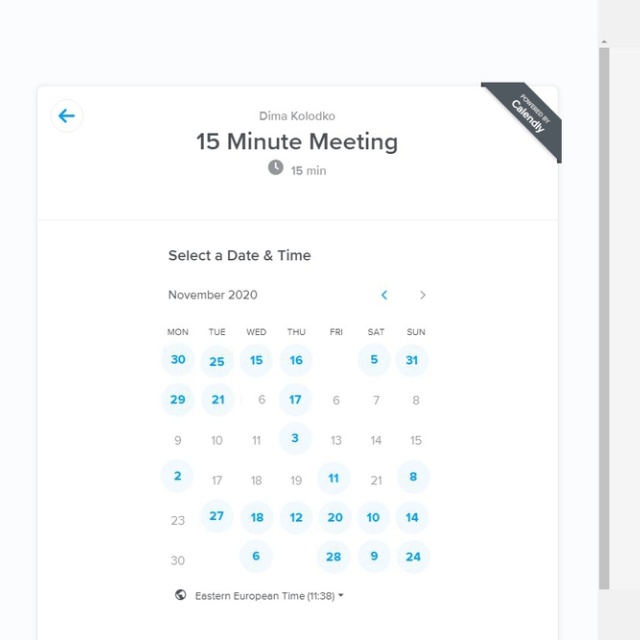 POWERED BY
Calendly
Dima Kolodko
15 Minute Meeting
15 min
Select a Date & Time
November 2020
MON TUE WED THU FRI SAT SUN
30 25 15 16 5 31
29 21 6 17 6 7 8
9 10 11 3 13 14 15
2 17 18 19 11 21 8
23 27 18 12 20 10 14
30 6 28 9 24
Eastern European Time (11:38)